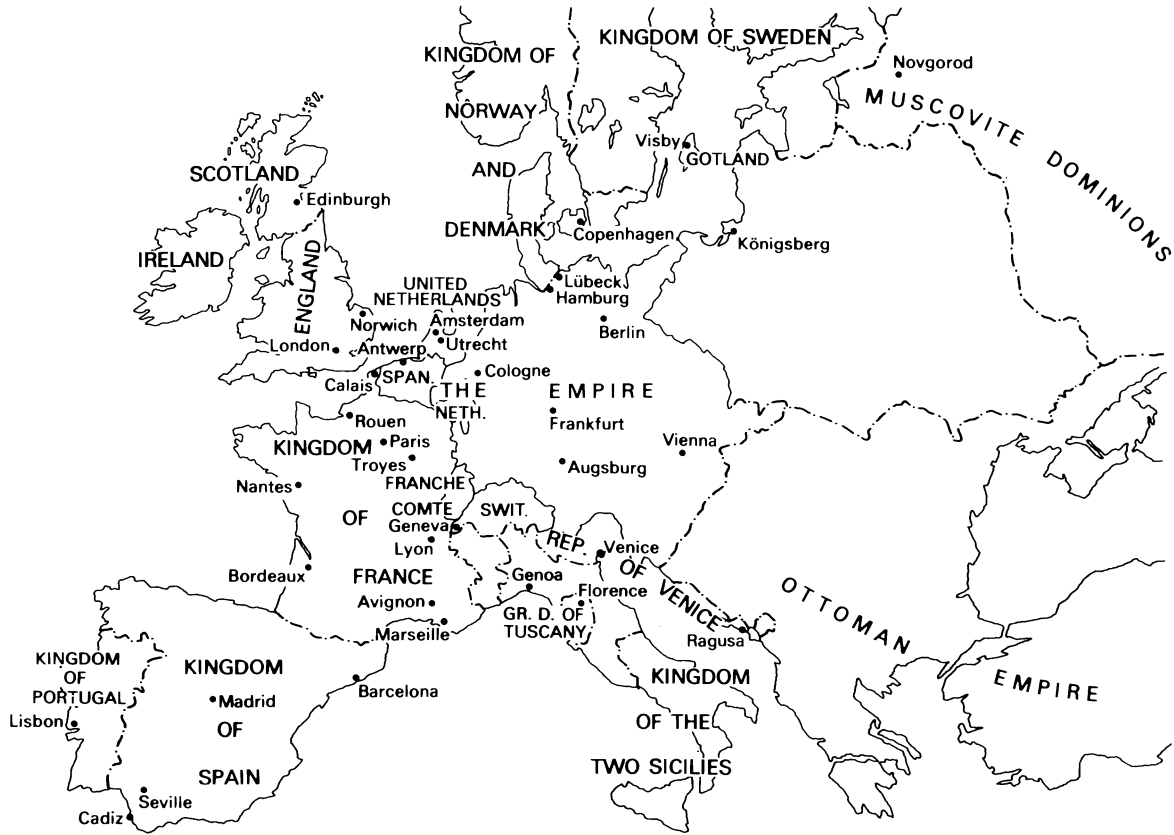 KINGDOM OF
NORWAY
AND
DENMARK
KINGDOM OF SWEDEN
Novgorod
MUSCOVITE DOMINIONS
Visby
GOTLAND
SCOTLAND
Edinburgh
IRELAND
ENGLAND
Copenhagen
Königsberg
Lübeck
Hamburg
UNITED
NETHERLANDS
Norwich
Amsterdam
Utrecht
Berlin
London
Antwerp
Calais
SPAN.
NETH.
Cologne
THE EMPIRE
Rouen
Frankfurt
KINGDOM
OF
FRANCE
Paris
Troyes
Vienna
Augsburg
FRANCHE
COMTE
Nantes
SWIT.
Geneva
Lyon
REP.
OF VENICE
Venice
Bordeaux
Genoa
Florence
Avignon
GR. D. OF
TUSCANY
Marseille
Ragusa
OTTOMAN
EMPIRE
KINGDOM
OF
PORTUGAL
Lisbon
KINGDOM
OF
SPAIN
Madrid
Barcelona
KINGDOM
OF THE
TWO SICILIES
Seville
Cadiz